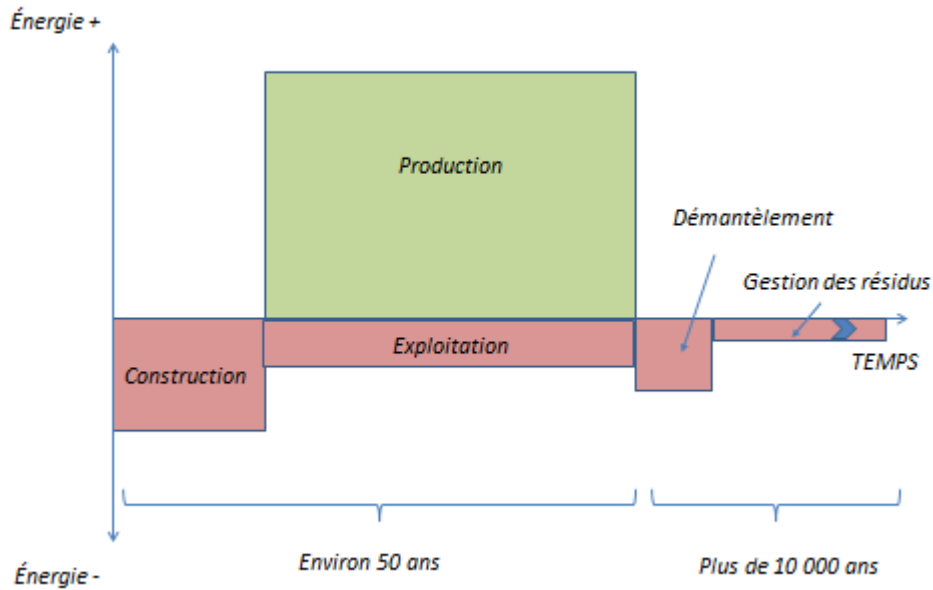 Énergie +
Production
Démantèlement
Gestion des résidus
Exploitation
Construction
TEMPS
Environ 50 ans
Plus de 10 000 ans
Énergie -